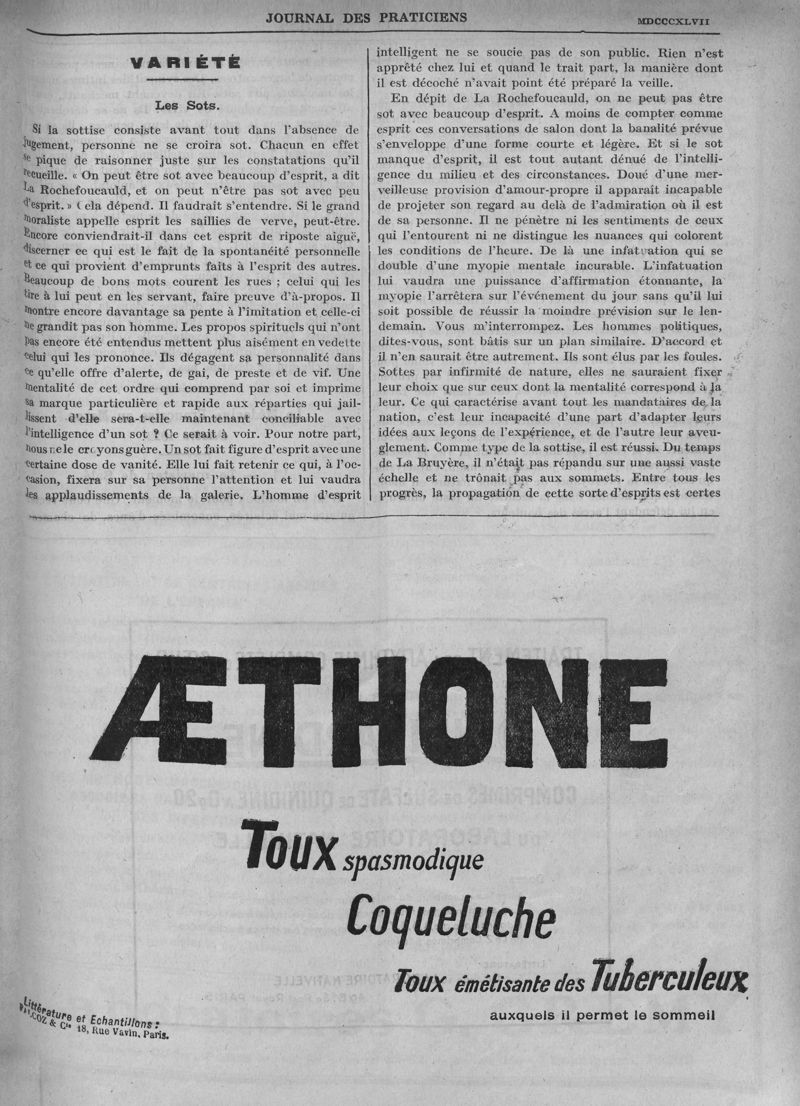 JOURNAL DES PRATICIENS
MDCCCXLVII
VARIÉTÉ
Les Sots.
Si la sottise consiste avant tout dans l'absence de
jugement, personne ne se croira sot. Chacun en effet
se pique de raisonner juste sur les constatations qu'il
recueille. « On peut être sot avec beaucoup d'esprit, a dit
La Rochefoucauld, et on peut n'être pas sot avec peu
d'esprit. » Cela dépend. Il faudrait s'entendre. Si le grand
moraliste appelle esprit les saillies de verve, peut-être.
Encore conviendrait-il dans cet esprit de riposte aiguë,
discerner ce qui est le fait de la spontanéité personnelle
et ce qui provient d'emprunts faits à l'esprit des autres.
Beaucoup de bons mots courent les rues ; celui qui les
tire à lui peut en les servant, faire preuve d'à-propos. Il
montre encore davantage sa pente à l'imitation et celle-ci
ne grandit pas son homme. Les propos spirituels qui n'ont
pas encore été entendus mettent plus aisément en vedette
celui qui les prononce. Ils dégagent sa personnalité dans
ce qu'elle offre d'alerte, de gai, de preste et de vif. Une
mentalité de cet ordre qui comprend par soi et imprime
sa marque particulière et rapide aux réparties qui jail-
lissent d'elle sera-t-elle maintenant conciliable avec
l'intelligence d'un sot ? Ce serait à voir. Pour notre part,
nous ne le croyons guère. Un sot fait figure d'esprit avec une
certaine dose de vanité. Elle lui fait retenir ce qui, à l'oc-
casion, fixera sur sa personne l'attention et lui vaudra
les applaudissements de la galerie. L'homme d'esprit
intelligent ne se soucie pas de son public. Rien n'est
apprêté chez lui et quand le trait part, la manière dont
il est décoché n'avait point été préparé la veille.
En dépit de La Rochefoucauld, on ne peut pas être
sot avec beaucoup d'esprit. A moins de compter comme
esprit ces conversations de salon dont la banalité prévue
s'enveloppe d'une forme courte et légère. Et si le sot
manque d'esprit, il est tout autant dénué de l'intelli-
gence du milieu et des circonstances. Doué d'une mer-
veilleuse provision d'amour-propre il apparaît incapable
de projeter son regard au delà de l'admiration où il est
de sa personne. Il ne pénètre ni les sentiments de ceux
qui l'entourent ni ne distingue les nuances qui colorent
les conditions de l'heure. De là une infatuation qui se
double d'une myopie mentale incurable. L'infatuation
lui vaudra une puissance d'affirmation étonnante, la
myopie l'arrêtera sur l'événement du jour sans qu'il lui
soit possible de réussir la moindre prévision sur le len-
demain. Vous m'interrompez. Les hommes politiques,
dites-vous, sont bâtis sur un plan similaire. D'accord et
il n'en saurait être autrement. Ils sont élus par les foules.
Sottes par infirmité de nature, elles ne sauraient fixer
leur choix que sur ceux dont la mentalité correspond à la
leur. Ce qui caractérise avant tout les mandataires de la
nation, c'est leur incapacité d'une part d'adapter leurs
idées aux leçons de l'expérience, et de l'autre leur aveu-
glement. Comme type de la sottise, il est réussi. Du temps
de La Bruyère, il n'était pas répandu sur une aussi vaste
échelle et ne trônait pas aux sommets. Entre tous les
progrès, la propagation de cette sorte d'esprits est certes
ÆTHONE
Toux spasmodique
Coqueluche
Toux émétisante des Tuberculeux
auxquels il permet le sommeil
Littérature et Echantillons :
& Cie 18, Rue Vavin, Paris.